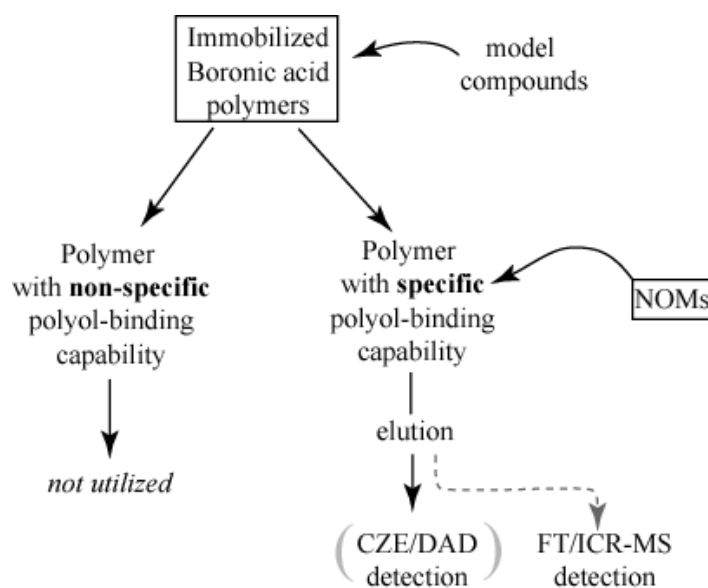 Immobilized
Boronic acid
polymers
model
compounds
Polymer
with non-specific
polyol-binding
capability
not utilized
Polymer
with specific
polyol-binding
capability
NOMs
elution
(CZE/DAD)
detection
FT/ICR-MS
detection